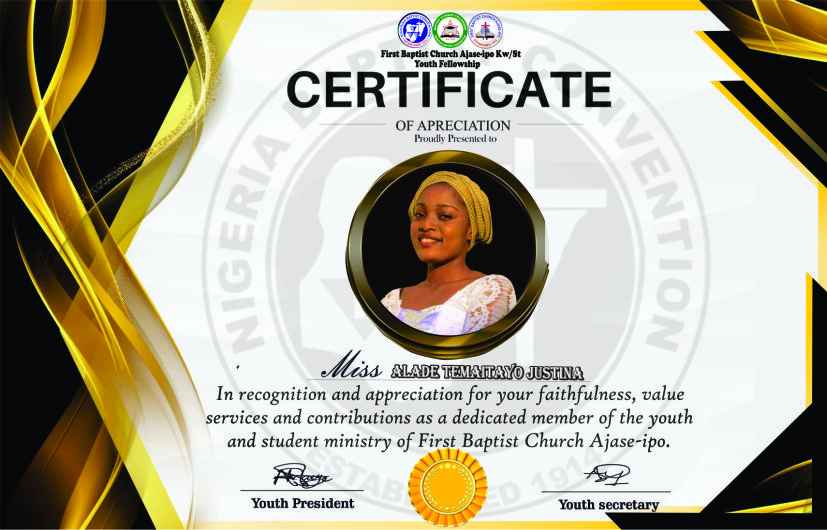 First Baptist Church Ajase-ipo Kw/St
Youth Fellowship
CERTIFICATE
OF APRECIATION
Proudly Presented to
NIGERIA BAPTIST CONVENTION
Miss ALADE TEMAITAYO JUSTINA
In recognition and appreciation for your faithfulness, value
services and contributions as a dedicated member of the youth
and student ministry of First Baptist Church Ajase-ipo.
ESTABLISHED 1914
Youth President
Youth secretary